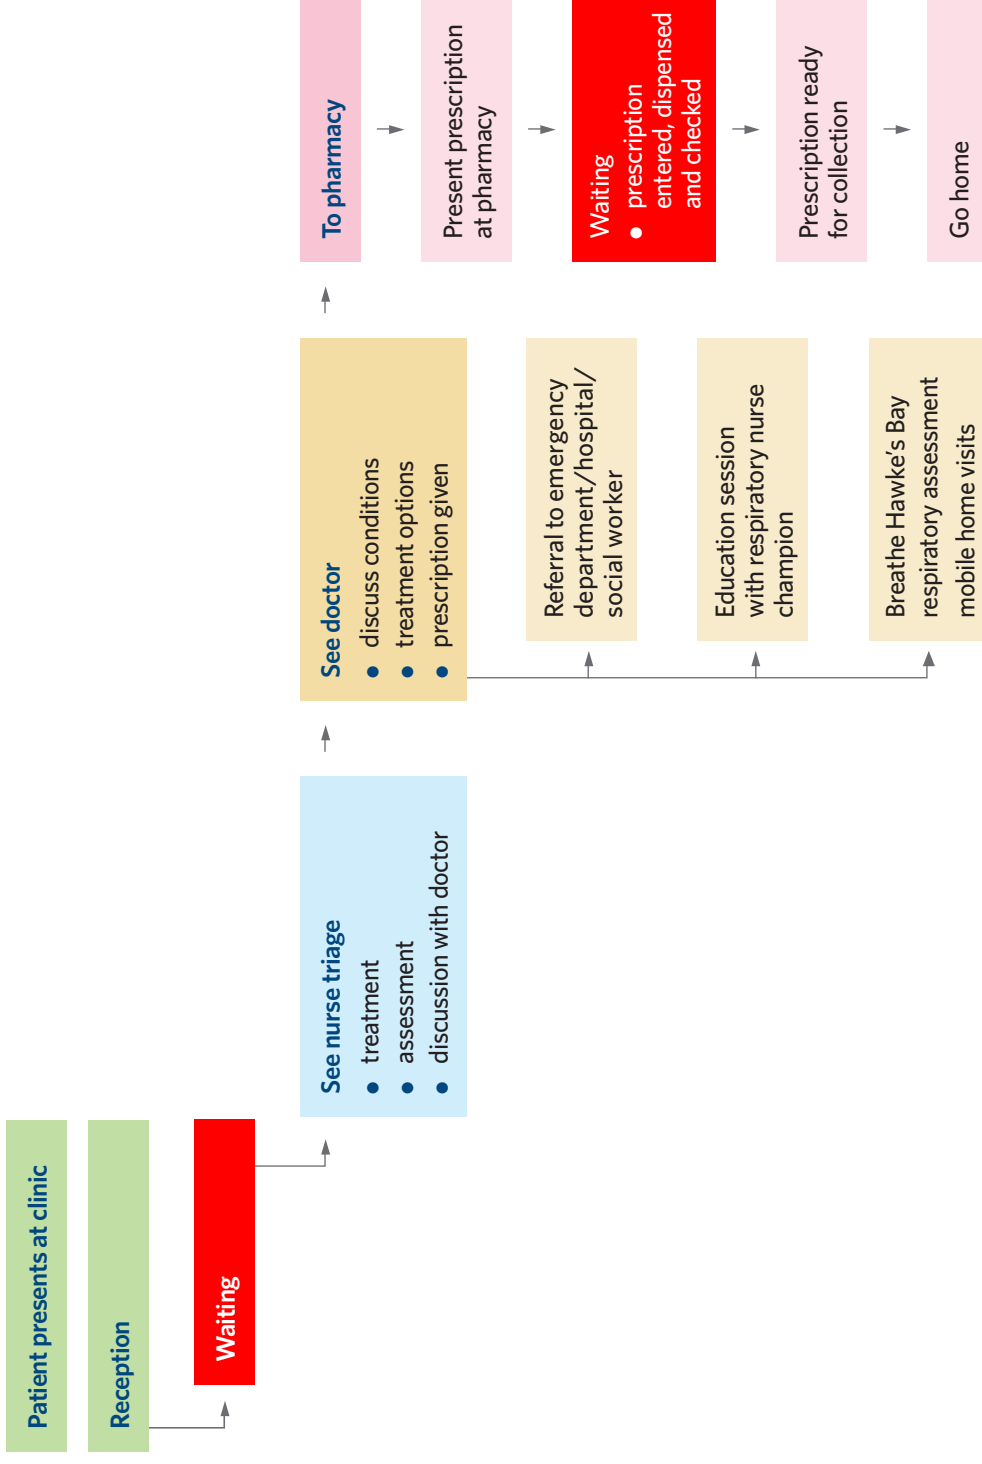 Patient presents at clinic
Reception
Waiting
See nurse triage
• treatment
• assessment
• discussion with doctor
See doctor
• discuss conditions
• treatment options
• prescription given
Referral to emergency
department/hospital/
social worker
Education session
with respiratory nurse
champion
Breathe Hawke’s Bay
respiratory assessment
mobile home visits
To pharmacy
Present prescription
at pharmacy
Waiting
• prescription
entered, dispensed
and checked
Prescription ready
for collection
Go home